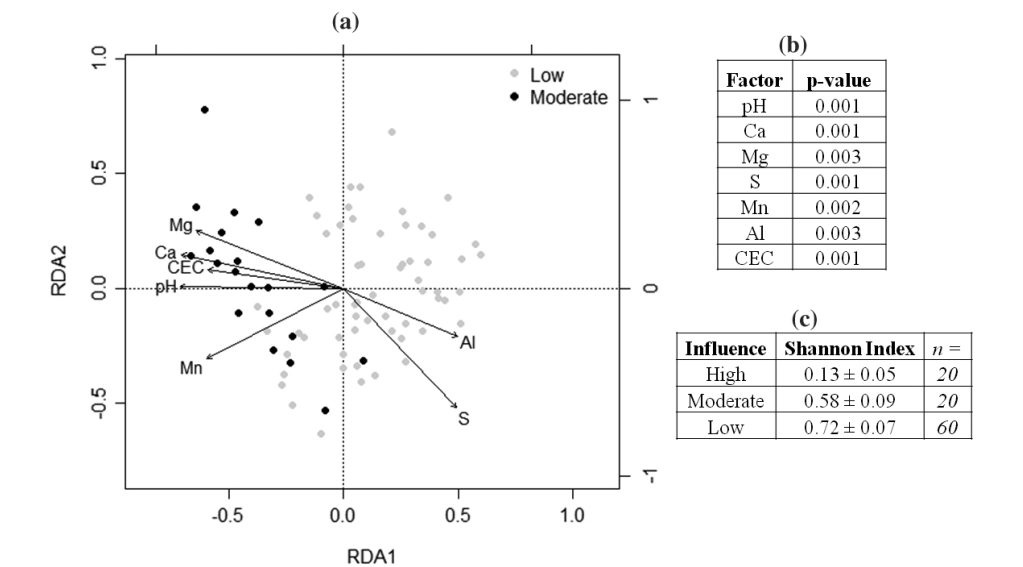 (a)
Low
Moderate
1.0
0.5
0.0
-0.5
RDA2
1
0
-1
Mg
Ca
CEC
pH
Mn
Al
S
-0.5
0.0
0.5
1.0
RDA1
(b)
Factor p-value
pH 0.001
Ca 0.001
Mg 0.003
S 0.001
Mn 0.002
Al 0.003
CEC 0.001
(c)
Influence Shannon Index n =
High 0.13 ± 0.05 20
Moderate 0.58 ± 0.09 20
Low 0.72 ± 0.07 60